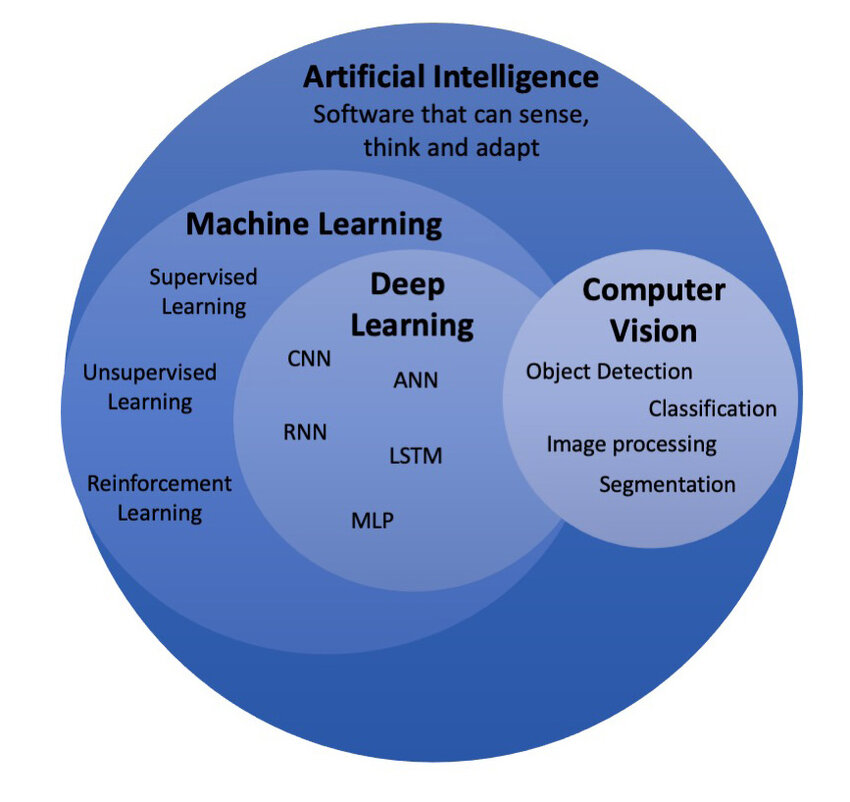 Artificial Intelligence
Software that can sense,
think and adapt
Machine Learning
Supervised
Learning
Unsupervised
Learning
Reinforcement
Learning
Deep
Learning
CNN
ANN
RNN
LSTM
MLP
Computer
Vision
Object Detection
Classification
Image processing
Segmentation